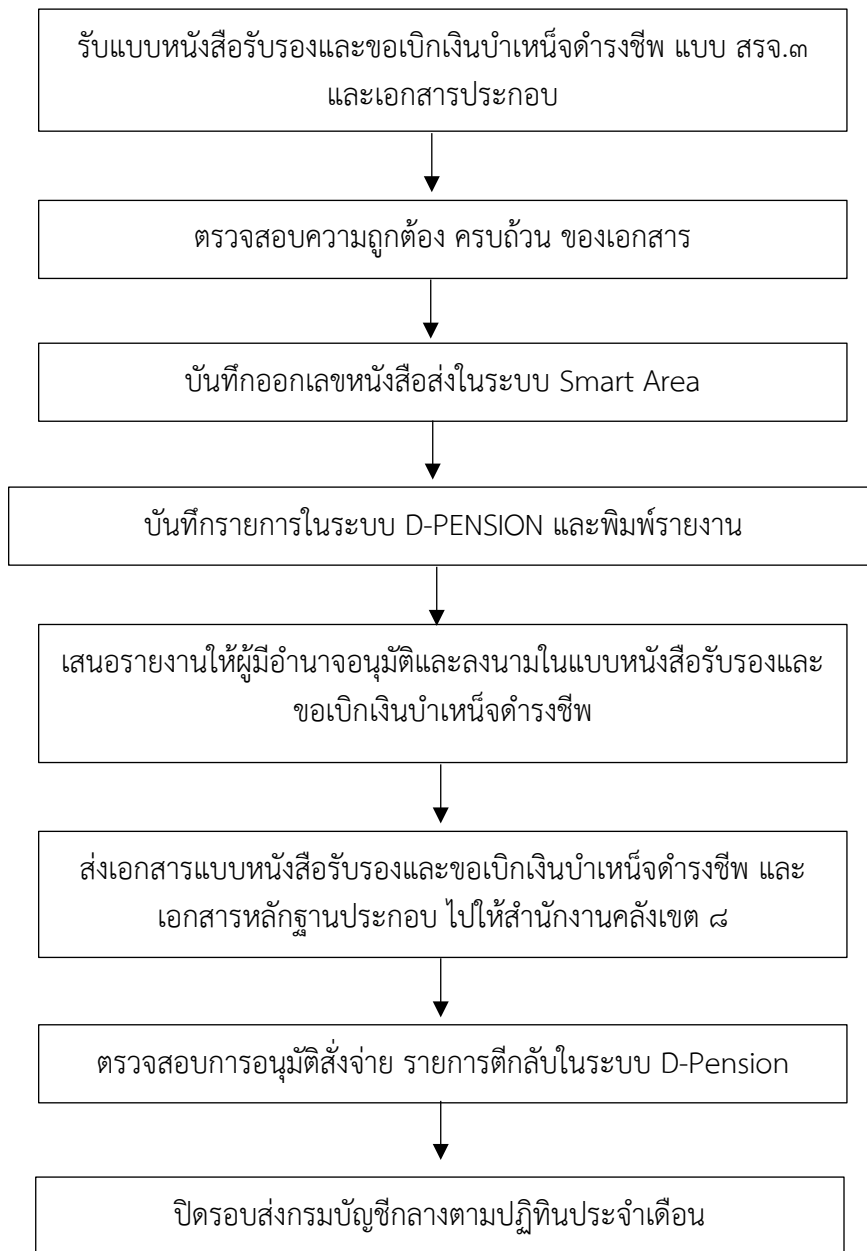 รับแบบหนังสือรับรองและขอเบิกเงินบำเหน็จดำรงชีพ แบบ สรจ.๓
และเอกสารประกอบ
ตรวจสอบความถูกต้อง ครบถ้วน ของเอกสาร
บันทึกออกเลขหนังสือส่งในระบบ Smart Area
บันทึกรายการในระบบ D-PENSION และพิมพ์รายงาน
เสนอรายงานให้ผู้มีอำนาจอนุมัติและลงนามในแบบหนังสือรับรองและ
ขอเบิกเงินบำเหน็จดำรงชีพ
ส่งเอกสารแบบหนังสือรับรองและขอเบิกเงินบำเหน็จดำรงชีพ และ
เอกสารหลักฐานประกอบ ไปให้สำนักงานคลังเขต ๘
ตรวจสอบการอนุมัติสั่งจ่าย รายการตีกลับในระบบ D-Pension
ปิดรอบส่งกรมบัญชีกลางตามปฏิทินประจำเดือน